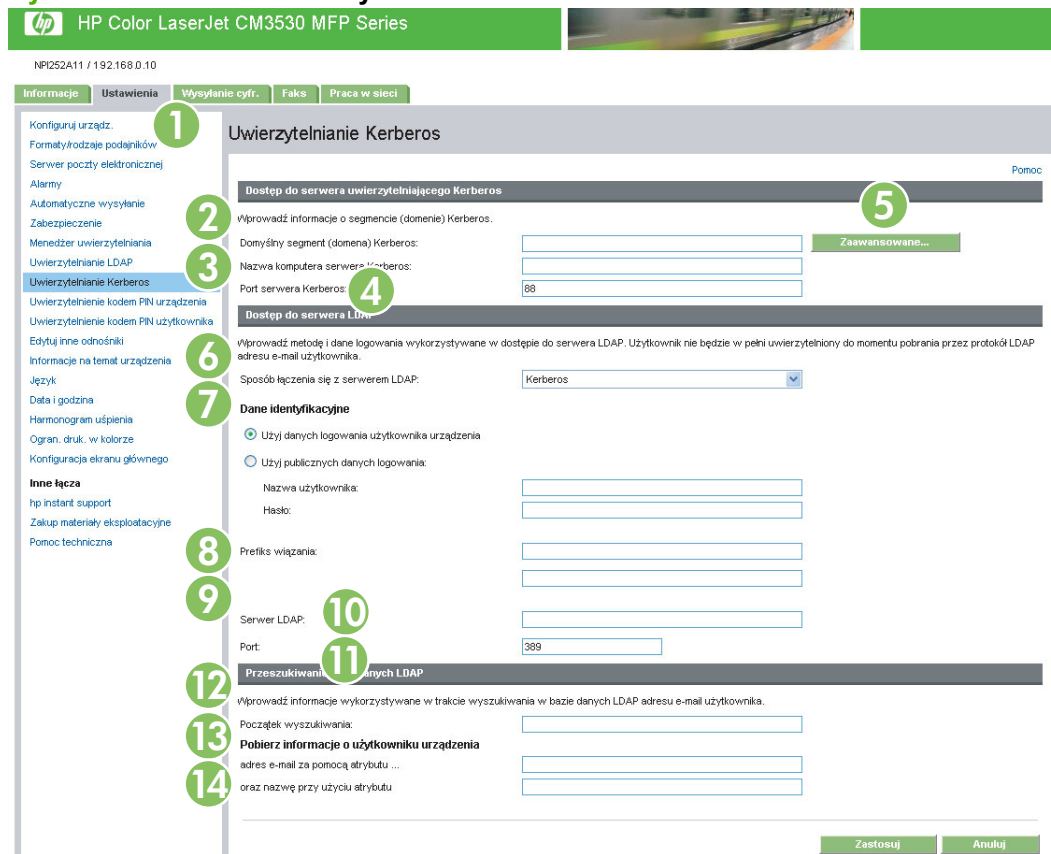 hp HP Color LaserJet CM3530 MFP Series
NPI252A11 / 192.168.0.10
Informacje Ustawienia Wysyłanie cyfr. Faks Praca w sieci
Konfiguruj urządz.
Formaty/rodzaje podajników
Serwer poczty elektronicznej
Alarmy
Automatyczne wysyłanie
Zabezpieczenie
Menedżer uwierzytelniania
Uwierzytelnianie LDAP
Uwierzytelnianie Kerberos
Uwierzytelnienie kodem PIN urządzenia
Uwierzytelnienie kodem PIN użytkownika
Edytuj inne odnośniki
Informacje na temat urządzenia
Język
Data i godzina
Harmonogram uśpienia
Ogran. druk. w kolorze
Konfiguracja ekranu głównego
Inne łącza
hp instant support
Zakup materiały eksploatacyjne
Pomoc techniczna
1
Uwierzytelnianie Kerberos
Pomoc
Dostęp do serwera uwierzytelniającego Kerberos
2
Wprowadź informacje o segmencie (domenie) Kerberos.
5
Domyślny segment (domena) Kerberos:
Zaawansowane...
3
Nazwa komputera serwera Kerberos:
Port serwera Kerberos:
4
88
Dostęp do serwera LDAP
6
Wprowadź metodę i dane logowania wykorzystywane w dostępie do serwera LDAP. Użytkownik nie będzie w pełni uwierzytelniony do momentu pobrania przez protokół LDAP
adresu e-mail użytkownika.
Sposób łączenia się z serwerem LDAP:
Kerberos
7
Dane identyfikacyjne
Użyj danych logowania użytkownika urządzenia
Użyj publicznych danych logowania:
Nazwa użytkownika:
Hasło:
8
Prefiks wiązania:
9
Serwer LDAP:
10
Port:
389
11
Przeszukiwanie danych LDAP
12
Wprowadź informacje wykorzystywane w trakcie wyszukiwania w bazie danych LDAP adresu e-mail użytkownika.
Początek wyszukiwania:
13
Pobierz informacje o użytkowniku urządzenia
adres e-mail za pomocą atrybutu ...
14
oraz nazwę przy użyciu atrybutu
Zastosuj Anuluj